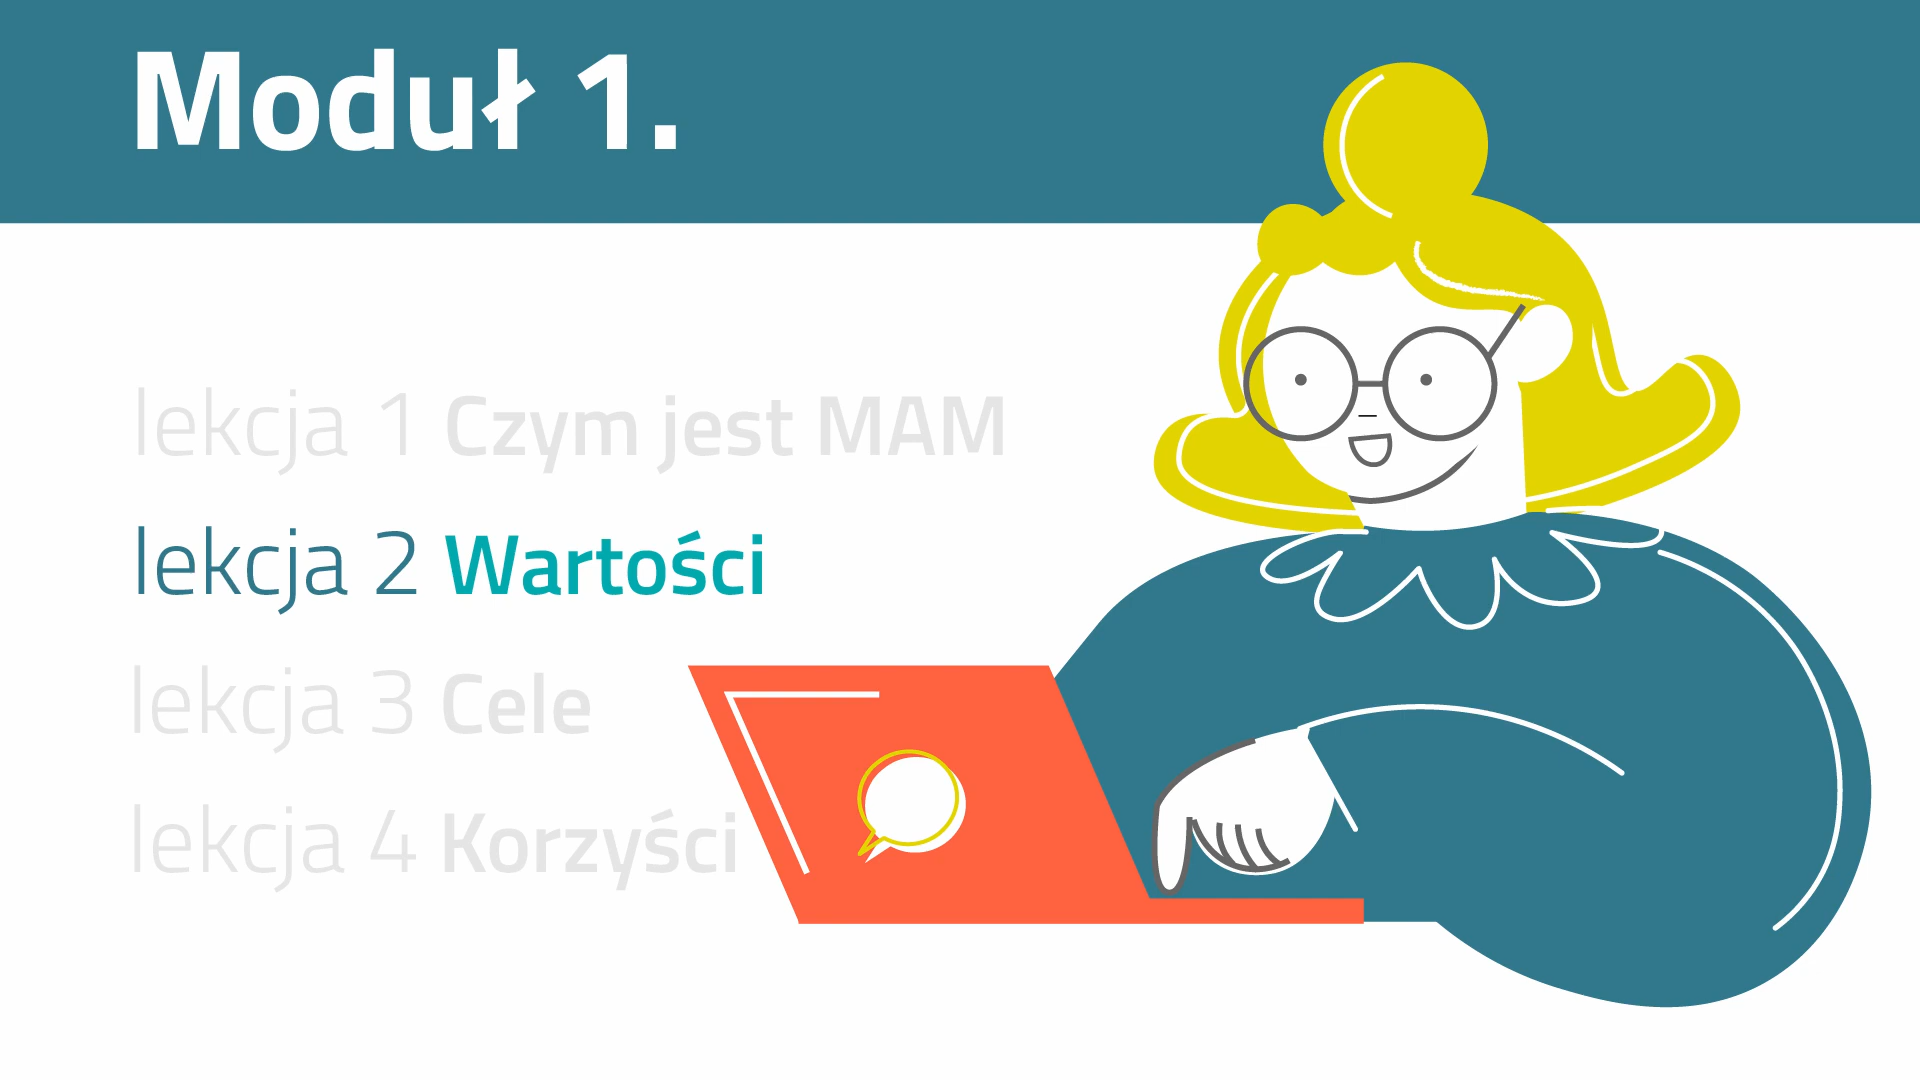 Moduł 1.
lekcja 1 Czym jest MAM
lekcja 2 Wartości
lekcja 3 Cele
lekcja 4 Korzyści